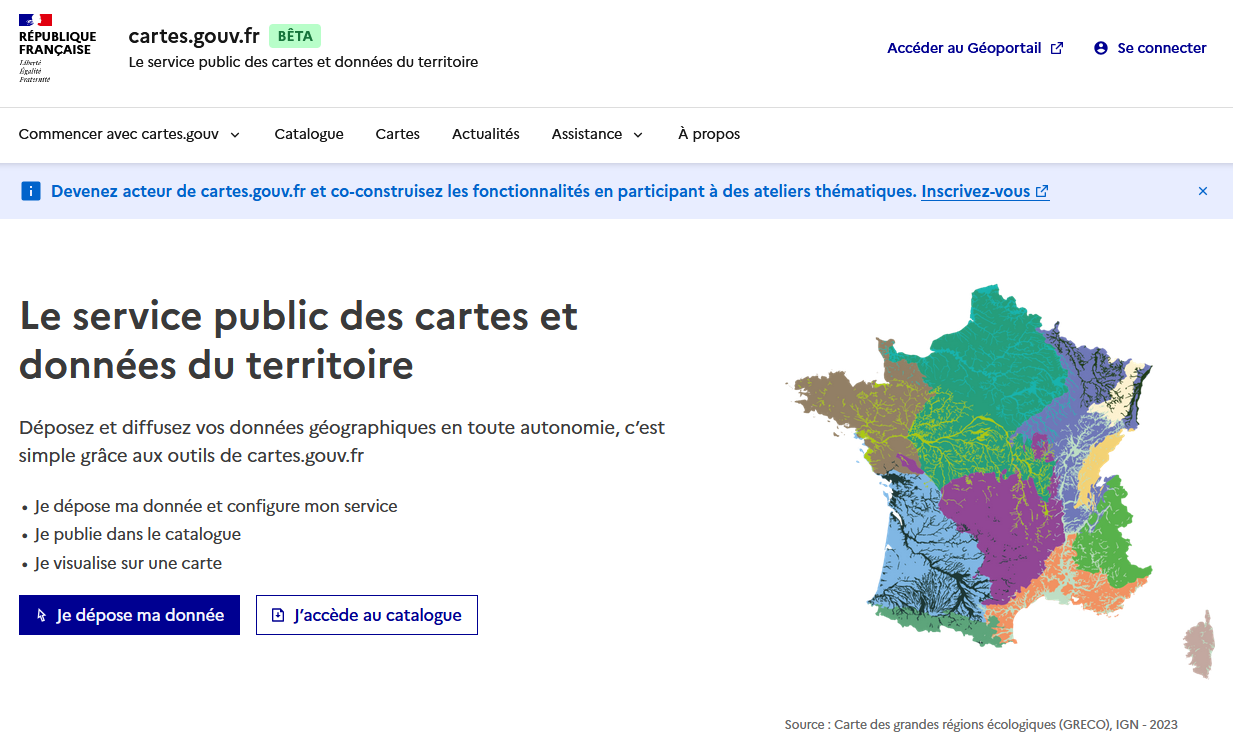 RÉPUBLIQUE
FRANÇAISE
Liberté
Égalité
Fraternité
cartes.gouv.fr BÊTA
Le service public des cartes et données du territoire
Accéder au Géoportail
Se connecter
Commencer avec cartes.gouv
Catalogue
Cartes
Actualités
Assistance
À propos
Devenez acteur de cartes.gouv.fr et co-construisez les fonctionnalités en participant à des ateliers thématiques. Inscrivez-vous
Le service public des cartes et
données du territoire
Déposez et diffusez vos données géographiques en toute autonomie, c’est
simple grâce aux outils de cartes.gouv.fr
• Je dépose ma donnée et configure mon service
• Je publie dans le catalogue
• Je visualise sur une carte
Je dépose ma donnée
J’accède au catalogue
Source : Carte des grandes régions écologiques (GRECO), IGN - 2023